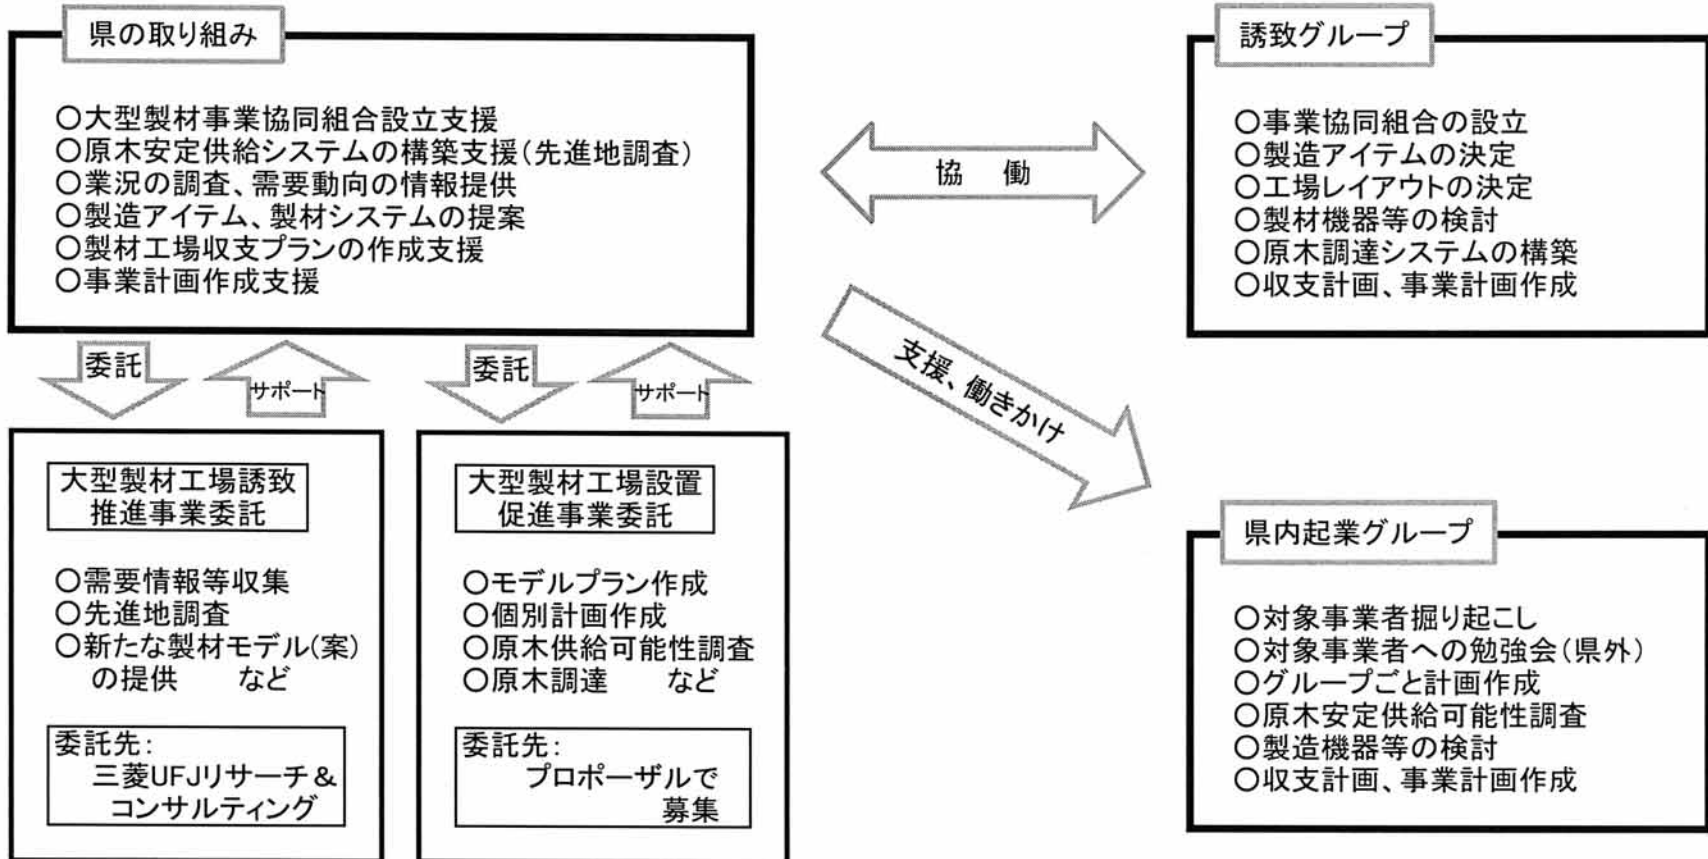 県の取り組み
○大型製材事業協同組合設立支援
○原木安定供給システムの構築支援(先進地調査)
○業況の調査、需要動向の情報提供
○製造アイテム、製材システムの提案
○製材工場収支プランの作成支援
○事業計画作成支援
協　働
誘致グループ
○事業協同組合の設立
○製造アイテムの決定
○工場レイアウトの決定
○製材機器等の検討
○原木調達システムの構築
○収支計画、事業計画作成
委託
サポート
委託
サポート
支援、働きかけ
大型製材工場誘致
推進事業委託
○需要情報等収集
○先進地調査
○新たな製材モデル(案)
の提供　　など
委託先:
三菱UFJリサーチ&
コンサルティング
大型製材工場設置
促進事業委託
○モデルプラン作成
○個別計画作成
○原木供給可能性調査
○原木調達　　など
委託先:
プロポーザルで
募集
県内起業グループ
○対象事業者掘り起こし
○対象事業者への勉強会(県外)
○グループごと計画作成
○原木安定供給可能性調査
○製造機器等の検討
○収支計画、事業計画作成